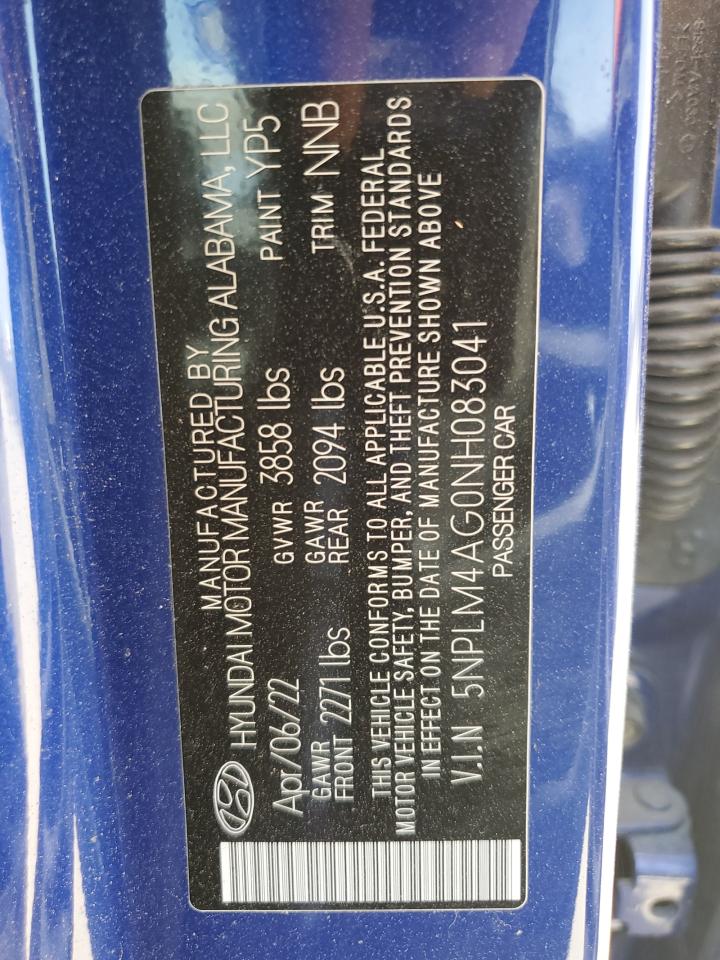 MANUFACTURED BY
HYUNDAI MOTOR MANUFACTURING ALABAMA, LLC
Apr/06/22 GVWR 3858 lbs PAINT YP5
GAWR FRONT 2271 lbs GAWR REAR 2094 lbs TRIM NNB
THIS VEHICLE CONFORMS TO ALL APPLICABLE U.S.A. FEDERAL
MOTOR VEHICLE SAFETY, BUMPER, AND THEFT PREVENTION STANDARDS
IN EFFECT ON THE DATE OF MANUFACTURE SHOWN ABOVE
V.I.N 5NPLM4AG0NH083041
PASSENGER CAR